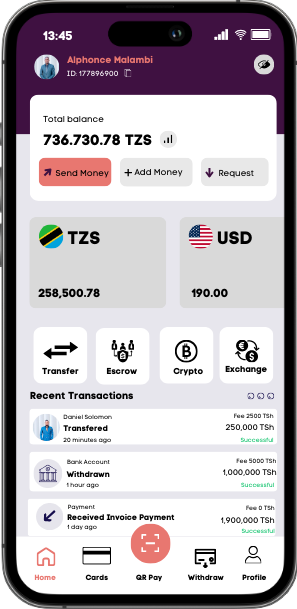 13:45
Alphonce Malambi
ID: 177896900
Total balance
736.730.78 TZS
Send Money
Add Money
Request
TZS
USD
258,500.78
190.00
Transfer
Escrow
Crypto
Exchange
Recent Transactions
Daniel Solomon
Fee 2500 TSh
Transfered
250,000 TSh
20 minutes ago
Successful
Bank Account
Fee 5000 TSh
Withdrawn
1,000,000 TSh
1 hour ago
Successful
Payment
Fee 0 TSh
Received Invoice Payment
1,900,000 TSh
1 day ago
Successful
Home
Cards
QR Pay
Withdraw
Profile